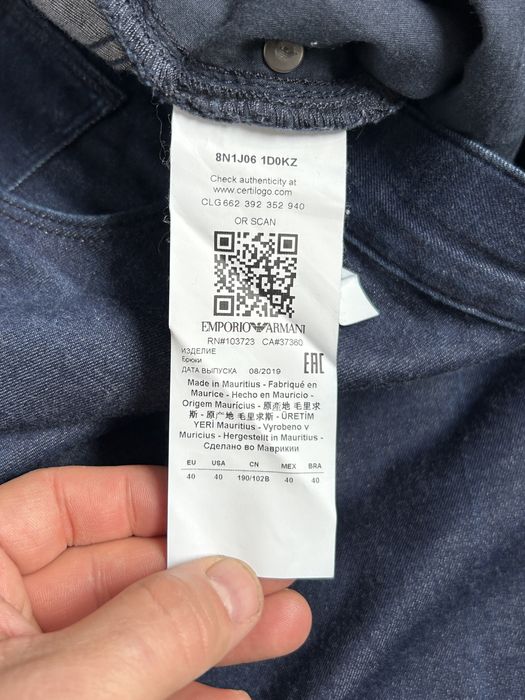 8N1J06 1D0KZ
Check authenticity at
www.certilogo.com
CLG 662 392 352 940
OR SCAN
EMPORIO ARMANI
RN#103723 CA#37360
ИЗДЕЛИЕ
Брюки
ДАТА ВЫПУСКА 08/2019
EAC
Made in Mauritius - Fabriqué en
Maurice - Hecho en Mauricio -
Origem Maurícius - 原產地 毛里求
斯 - 原产地 毛里求斯 - ÜRETİM
YERİ Mauritius - Vyrobeno v
Muricius - Hergestellt in Mauritius -
Сделано во Маврикии
EU USA CN MEX BRA
40 40 190/102B 40 40